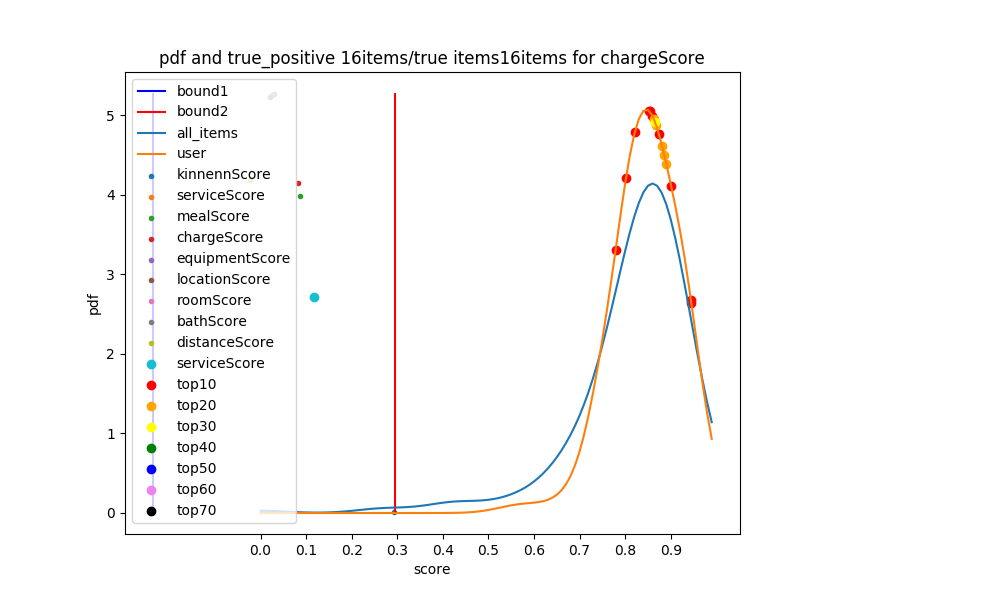 pdf and true_positive 16items/true items16items for chargeScore
bound1
bound2
all_items
user
kinnennScore
serviceScore
mealScore
chargeScore
equipmentScore
locationScore
roomScore
bathScore
distanceScore
serviceScore
top10
top20
top30
top40
top50
top60
top70
5
4
3
2
1
0
pdf
0.0 0.1 0.2 0.3 0.4 0.5 0.6 0.7 0.8 0.9
score